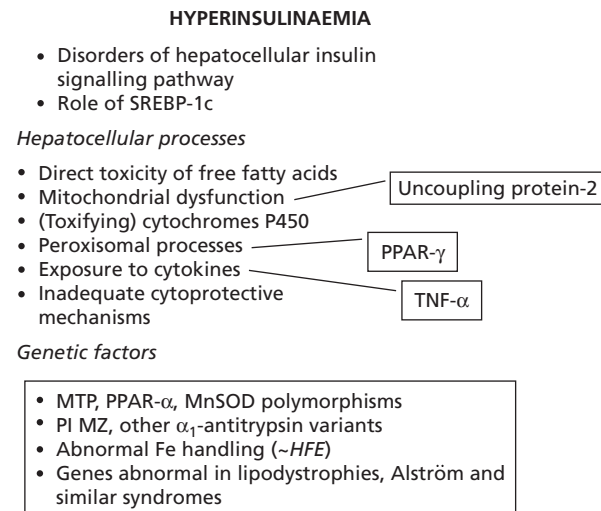 HYPERINSULINAEMIA
• Disorders of hepatocellular insulin
signalling pathway
• Role of SREBP-1c
Hepatocellular processes
• Direct toxicity of free fatty acids
• Mitochondrial dysfunction
Uncoupling protein-2
• (Toxifying) cytochromes P450
• Peroxisomal processes
PPAR-γ
• Exposure to cytokines
TNF-α
• Inadequate cytoprotective
mechanisms
Genetic factors
• MTP, PPAR-α, MnSOD polymorphisms
• PI MZ, other α₁-antitrypsin variants
• Abnormal Fe handling (~HFE)
• Genes abnormal in lipodystrophies, Alström and
similar syndromes